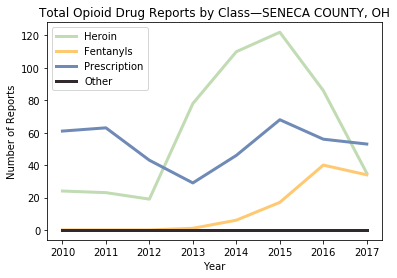 Total Opioid Drug Reports by Class—SENECA COUNTY, OH
Heroin
Fentanyls
Prescription
Other
Number of Reports
120
100
80
60
40
20
0
2010 2011 2012 2013 2014 2015 2016 2017
Year